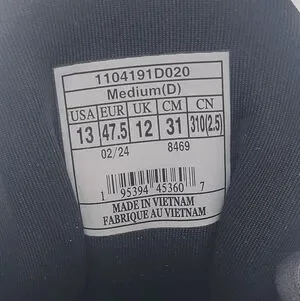 1104191D020
Medium(D)
USA EUR UK CM CN
13 47.5 12 31 310(2.5)
02/24 8469
1 95394 45360 7
MADE IN VIETNAM
FABRIQUE AU VIETNAM